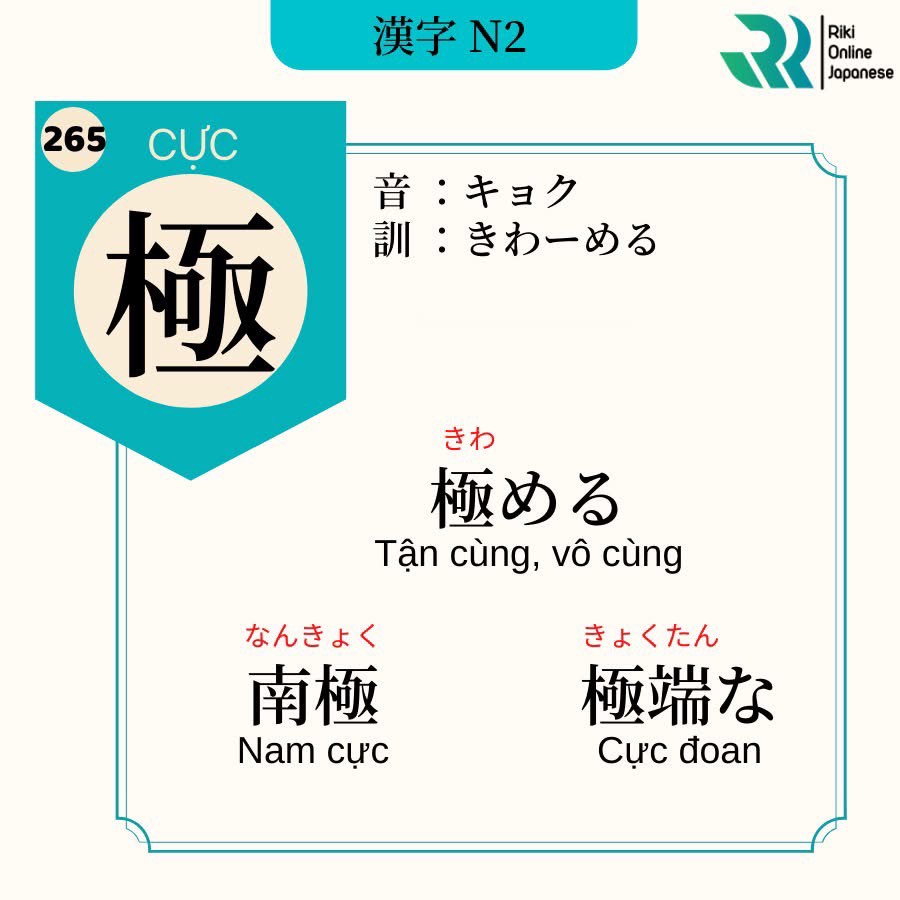 漢字 N2
Riki
Online
Japanese
265
CỰC
極
音 ：キョク
訓 ：きわーめる
きわ
極める
Tận cùng, vô cùng
なんきょく
南極
Nam cực
きょくたん
極端な
Cực đoan